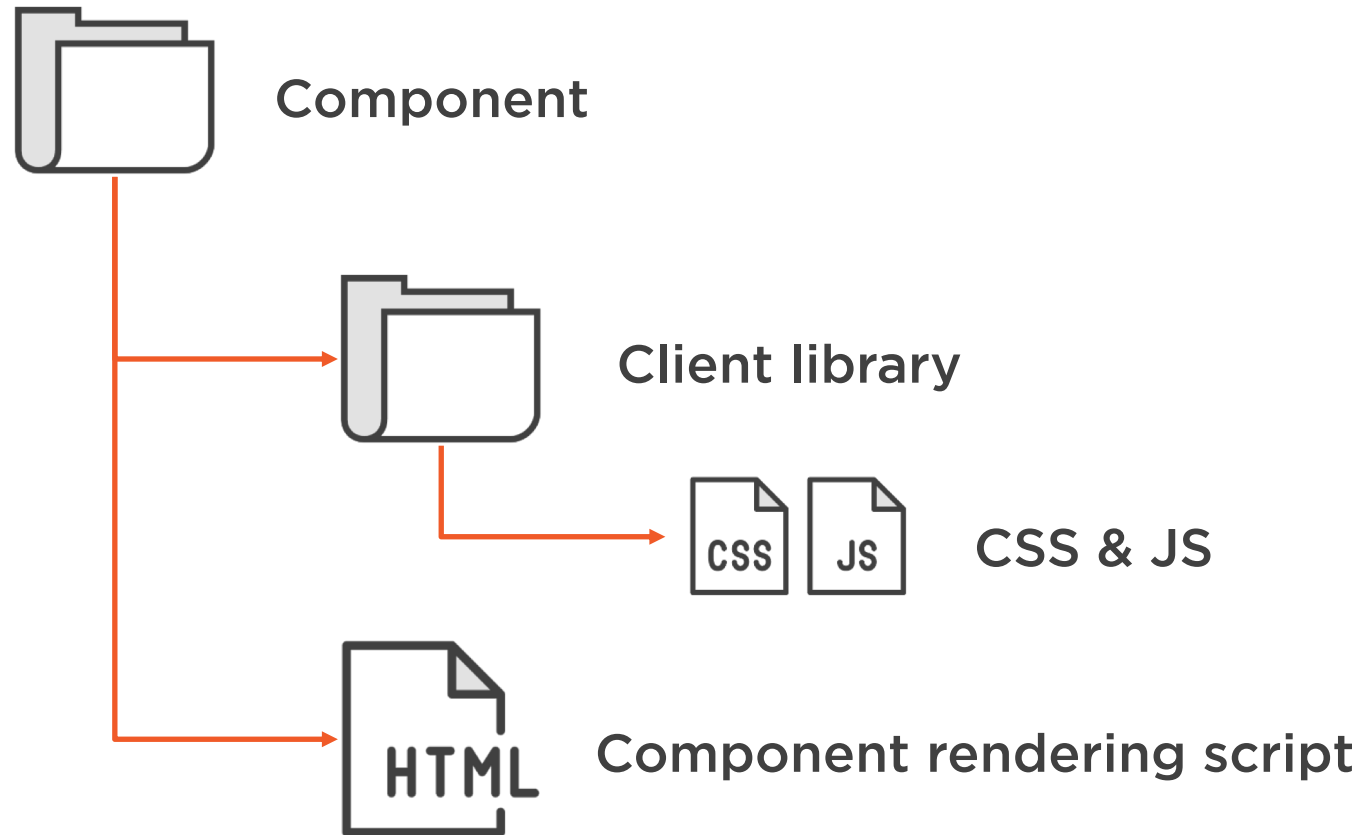 Component
Client library
CSS JS CSS & JS
HTML Component rendering script